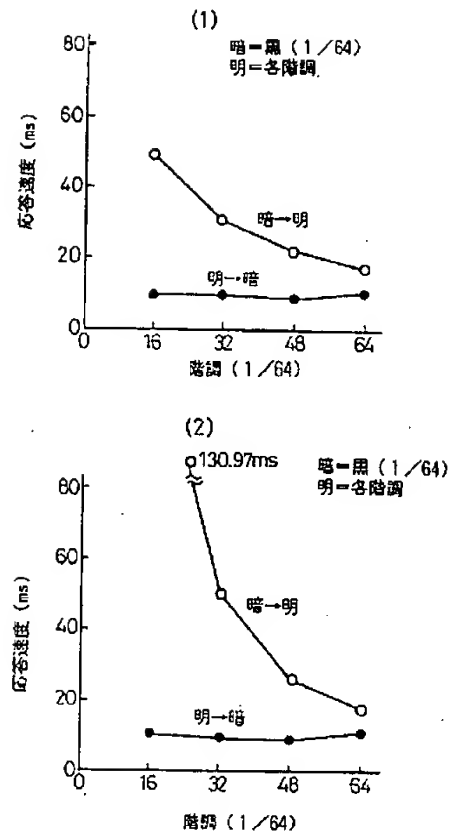 (1)
暗=黒(1/64)
明=各階調
80
60
40
20
0
応答速度(ms)
暗→明
明→暗
0
16
32
48
64
階調(1/64)
(2)
130.97ms
暗=黒(1/64)
明=各階調
80
60
40
20
0
応答速度(ms)
暗→明
明→暗
0
16
32
48
64
階調(1/64)